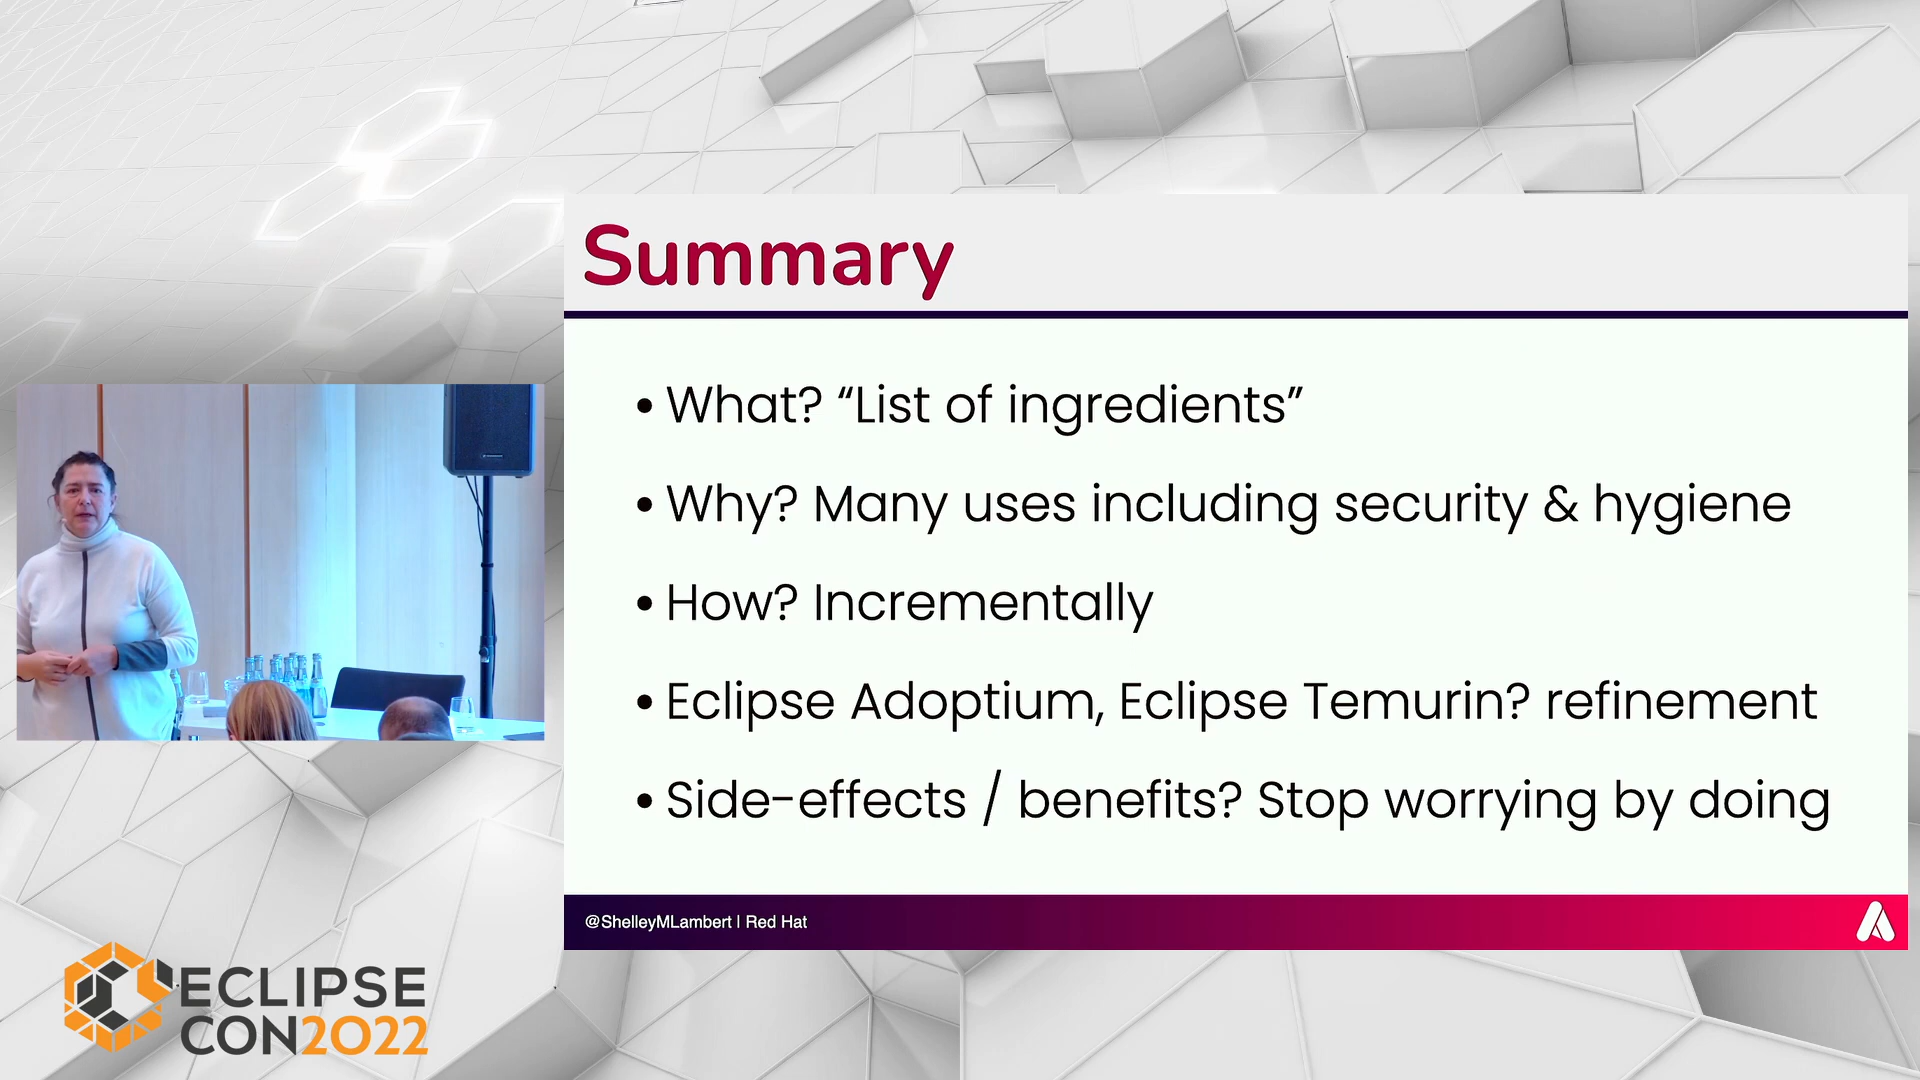 Summary
• What? “List of ingredients”
• Why? Many uses including security & hygiene
• How? Incrementally
• Eclipse Adoptium, Eclipse Temurin? refinement
• Side-effects / benefits? Stop worrying by doing
@ShelleyMLambert | Red Hat
ECLIPSE
CON2022